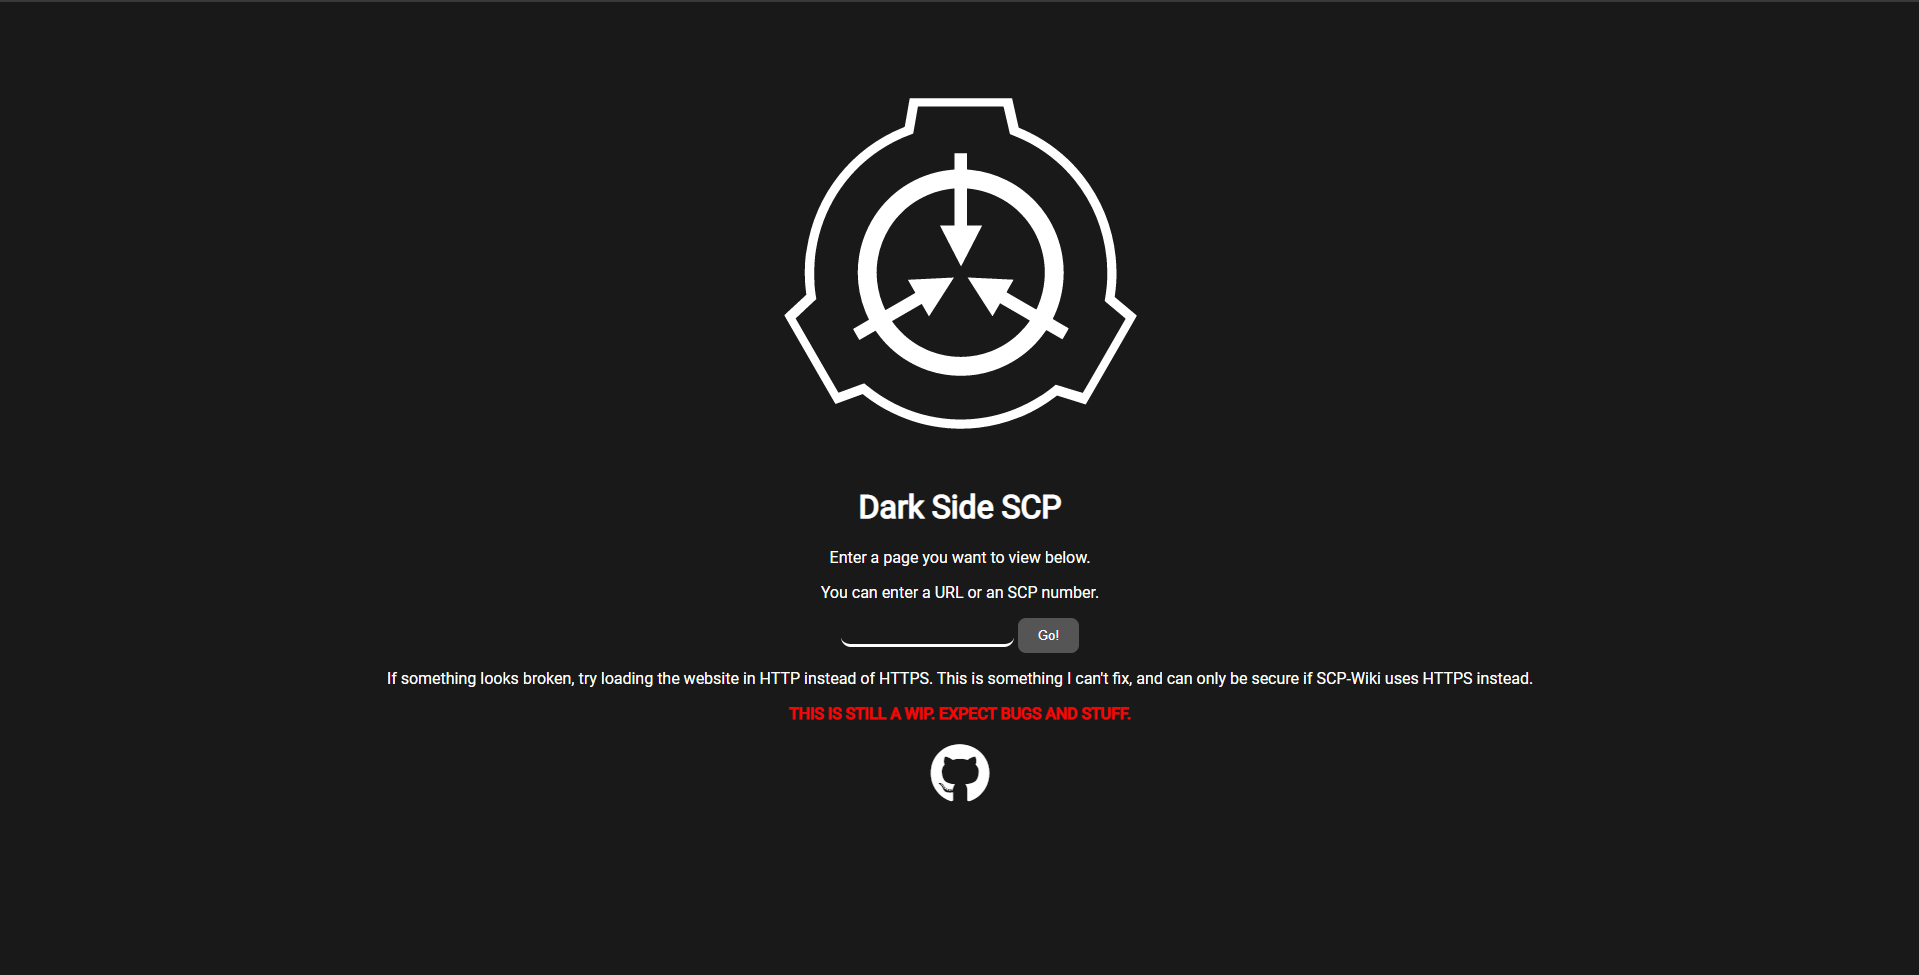 Dark Side SCP
Enter a page you want to view below.
You can enter a URL or an SCP number.
Go!
If something looks broken, try loading the website in HTTP instead of HTTPS. This is something I can't fix, and can only be secure if SCP-Wiki uses HTTPS instead.
THIS IS STILL A WIP. EXPECT BUGS AND STUFF.